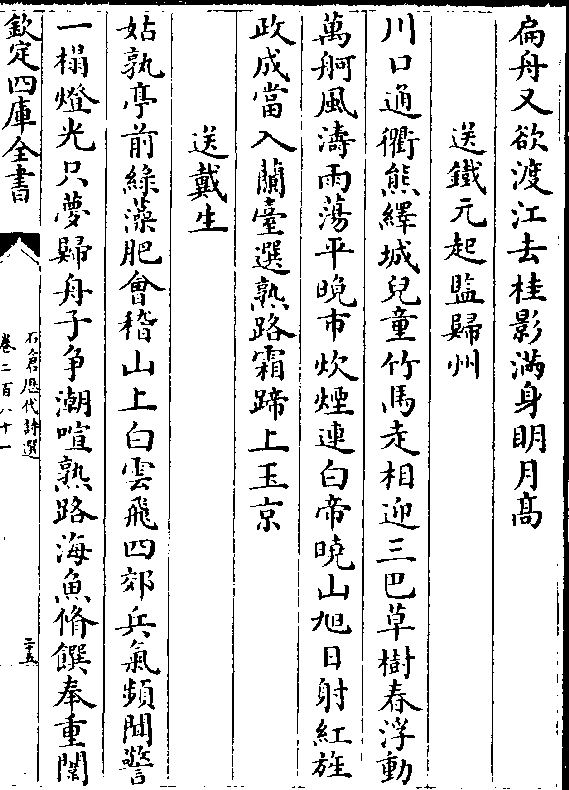 扁舟又欲渡江去桂影滿身明月髙
送鐵元起監歸州
川口通衢熊繹城兒童竹馬走相迎三巴草樹春浮動
萬舸風濤雨蕩平晩市炊煙連白帝曉山旭日射紅旌
政成當入蘭臺選熟路霜蹄上玉京
送戴生
姑孰亭前綠藻肥會稽山上白雲飛四郊兵氣頻聞警
一榻燈光只夢歸舟子争潮喧熟路海魚脩饌奉重闈
欽定四庫全書
石倉歷代詩選
卷二百八十一
二十五